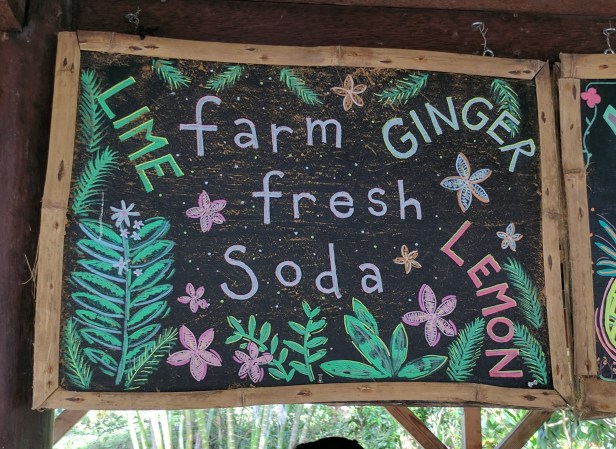 LIME
farm
fresh
Soda
GINGER
LEMON